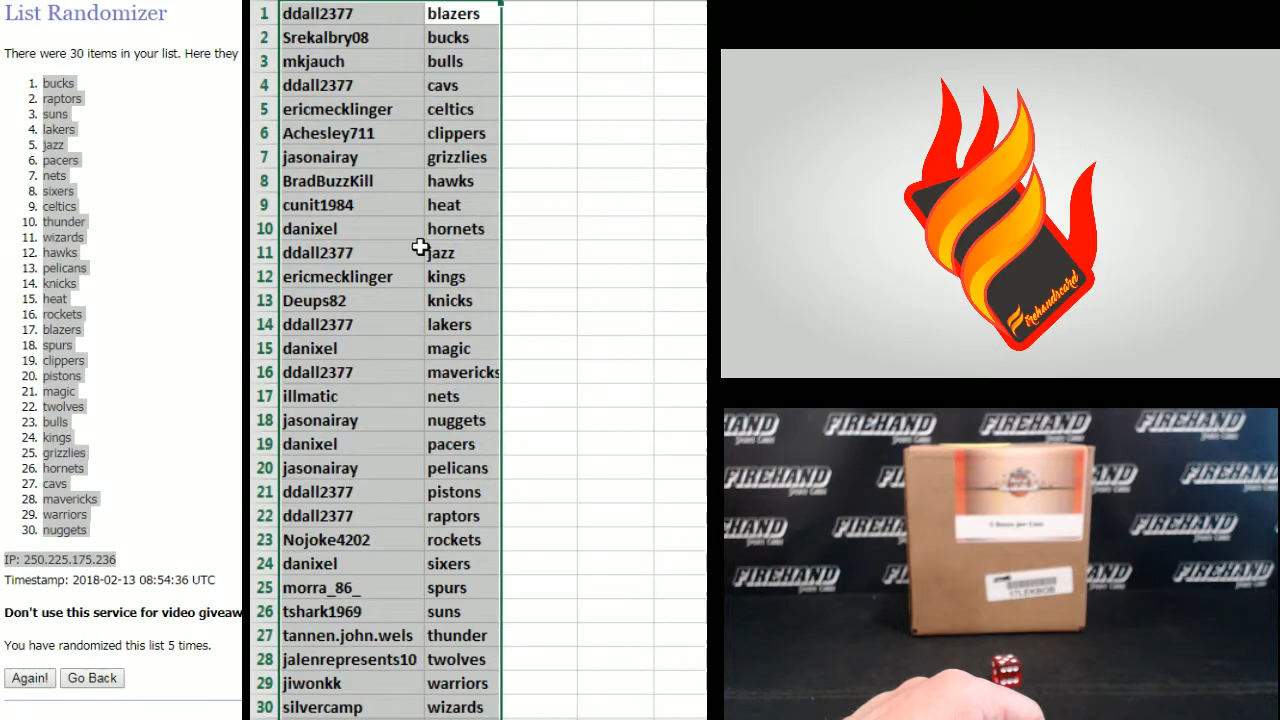 List Randomizer
There were 30 items in your list. Here they
1. bucks
2. raptors
3. suns
4. lakers
5. jazz
6. pacers
7. nets
8. sixers
9. celtics
10. thunder
11. wizards
12. hawks
13. pelicans
14. knicks
15. heat
16. rockets
17. blazers
18. spurs
19. clippers
20. pistons
21. magic
22. twolves
23. bulls
24. kings
25. grizzlies
26. hornets
27. cavs
28. mavericks
29. warriors
30. nuggets
IP: 250.225.175.236
Timestamp: 2018-02-13 08:54:36 UTC
Don't use this service for video giveaw
You have randomized this list 5 times.
Again! Go Back
1 ddall2377 blazers
2 Srekalbry08 bucks
3 mkjauch bulls
4 ddall2377 cavs
5 ericmecklinger celtics
6 Achesley711 clippers
7 jasonairay grizzlies
8 BradBuzzKill hawks
9 cunit1984 heat
10 danixel hornets
11 ddall2377 jazz
12 ericmecklinger kings
13 Deups82 knicks
14 ddall2377 lakers
15 danixel magic
16 ddall2377 mavericks
17 illmatic nets
18 jasonairay nuggets
19 danixel pacers
20 jasonairay pelicans
21 ddall2377 pistons
22 ddall2377 raptors
23 Nojoke4202 rockets
24 danixel sixers
25 morra_86_ spurs
26 tshark1969 suns
27 tannen.john.wels thunder
28 jalenrepresents10 twolves
29 jiwonkk warriors
30 silvercamp wizards
Firehandscard
FIREHAND
17LEKBOB